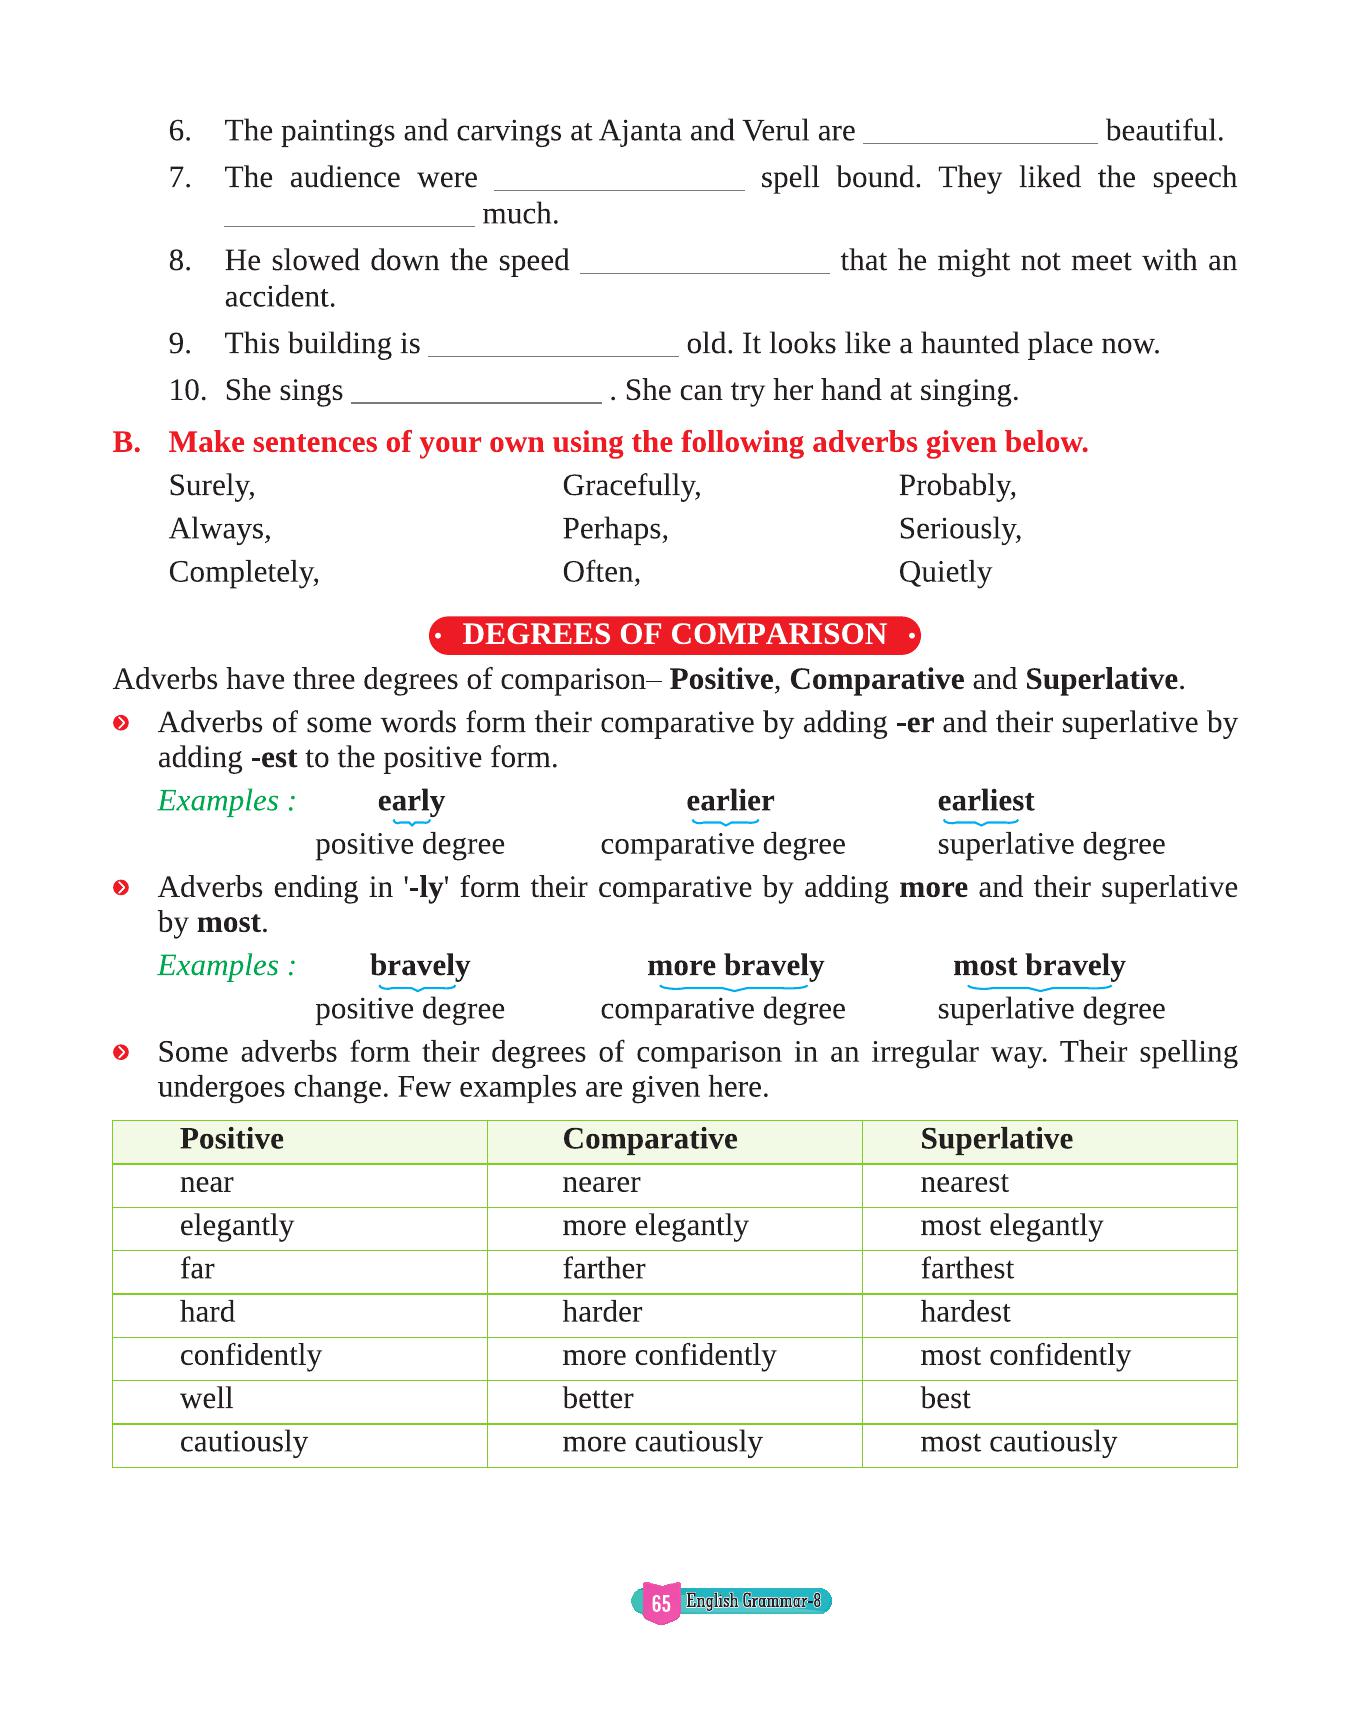 6. The paintings and carvings at Ajanta and Verul are _______________ beautiful.
7. The audience were ________________ spell bound. They liked the speech
________________ much.
8. He slowed down the speed ________________ that he might not meet with an
accident.
9. This building is ________________ old. It looks like a haunted place now.
10. She sings ________________ . She can try her hand at singing.
B. Make sentences of your own using the following adverbs given below.
Surely, Gracefully, Probably,
Always, Perhaps, Seriously,
Completely, Often, Quietly
DEGREES OF COMPARISON
Adverbs have three degrees of comparison– Positive, Comparative and Superlative.
Adverbs of some words form their comparative by adding -er and their superlative by
adding -est to the positive form.
Examples : early earlier earliest
positive degree comparative degree superlative degree
Adverbs ending in '-ly' form their comparative by adding more and their superlative
by most.
Examples : bravely more bravely most bravely
positive degree comparative degree superlative degree
Some adverbs form their degrees of comparison in an irregular way. Their spelling
undergoes change. Few examples are given here.
Positive Comparative Superlative
near nearer nearest
elegantly more elegantly most elegantly
far farther farthest
hard harder hardest
confidently more confidently most confidently
well better best
cautiously more cautiously most cautiously
65 English Grammar-8